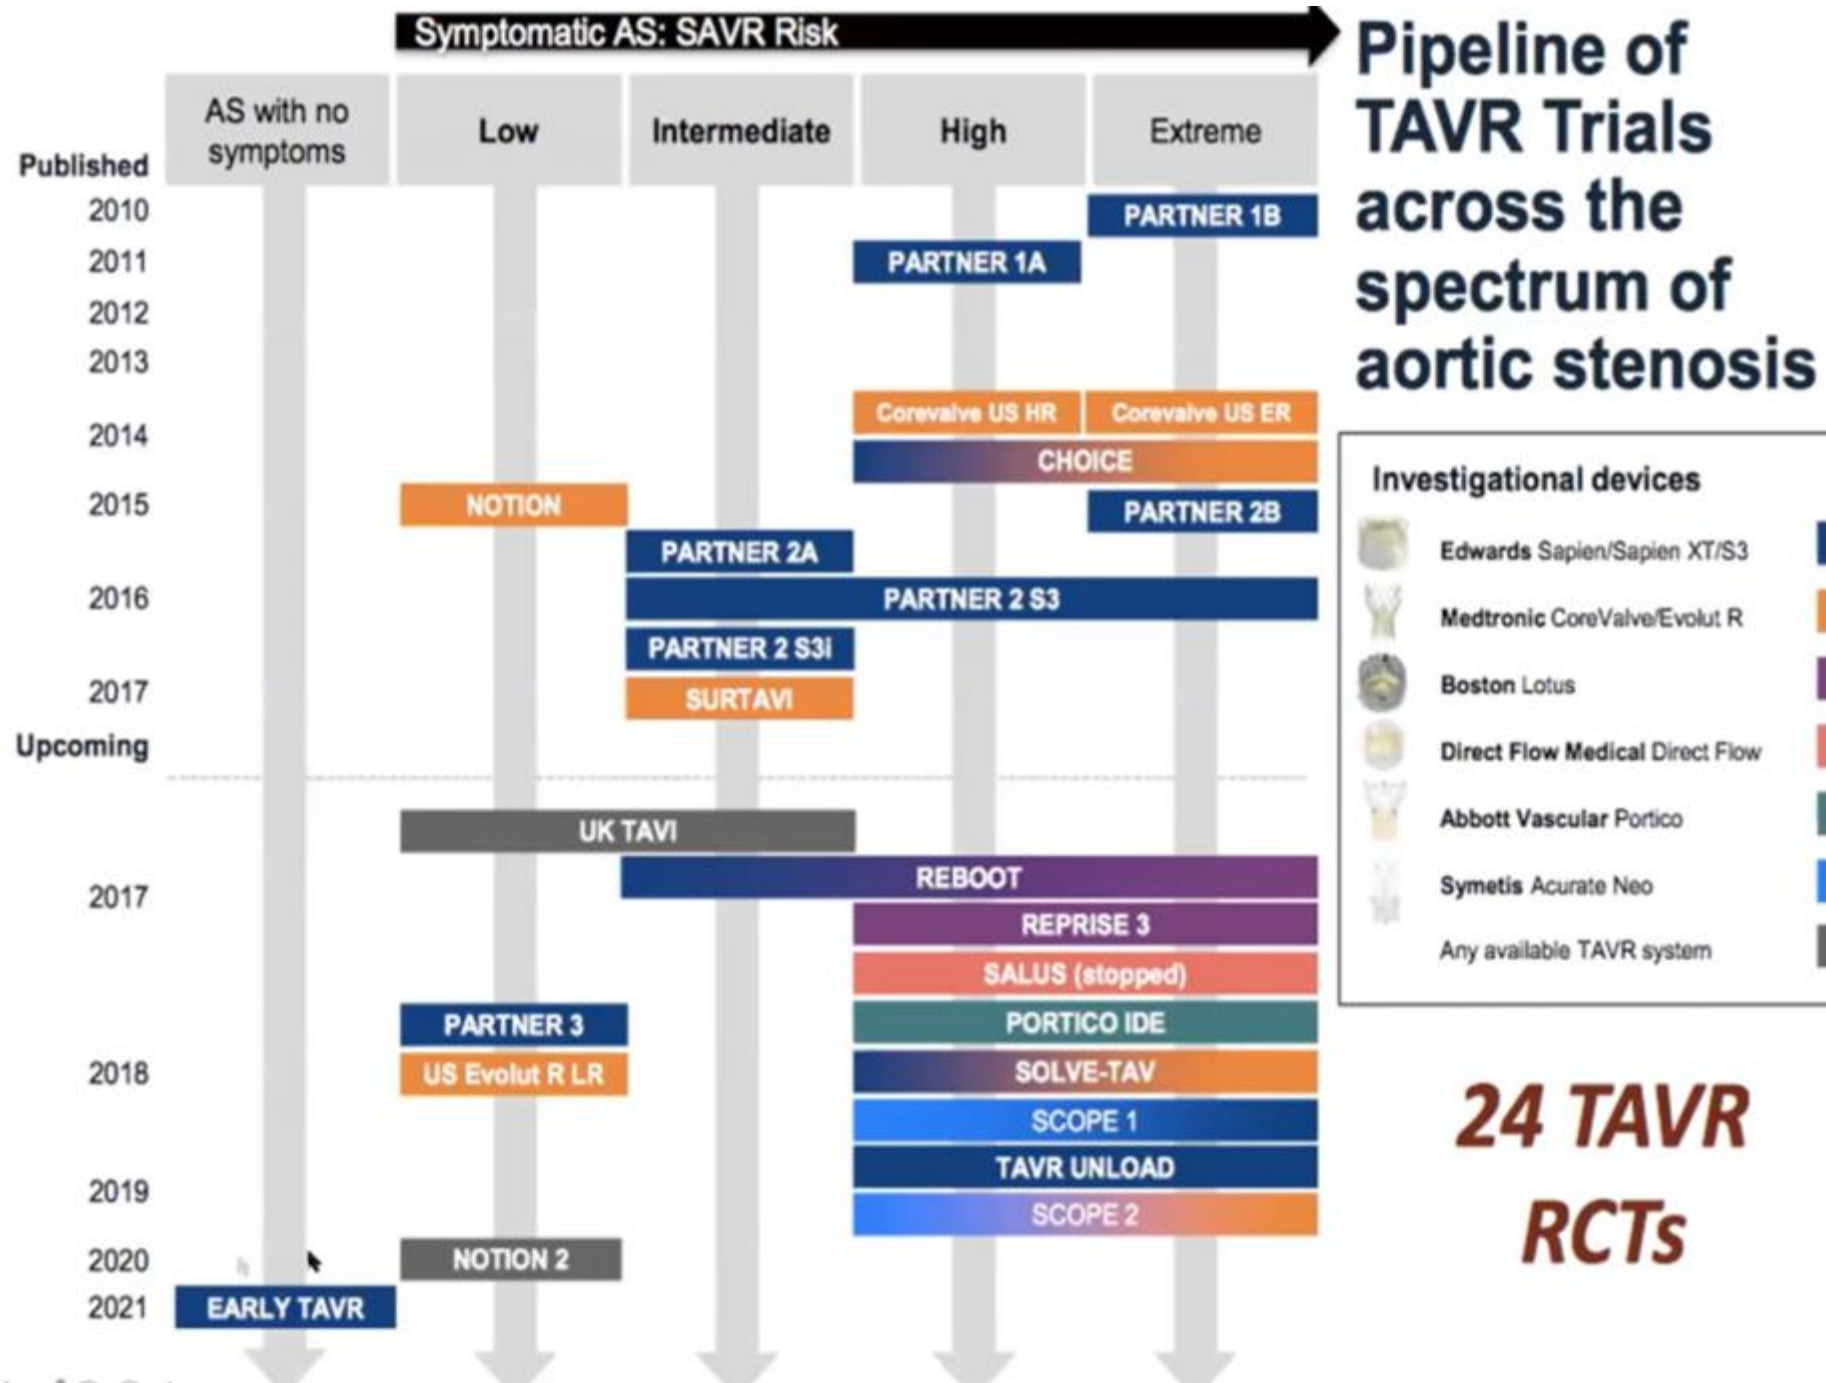 Symptomatic AS: SAVR Risk
Pipeline of
TAVR Trials
across the
spectrum of
aortic stenosis
AS with no
symptoms
Low
Intermediate
High
Extreme
Published
2010
PARTNER 1B
2011
PARTNER 1A
2012
2013
Corevalve US HR
Corevalve US ER
2014
CHOICE
2015
NOTION
PARTNER 2B
PARTNER 2A
2016
PARTNER 2 S3
PARTNER 2 S3i
2017
SURTAVI
Upcoming
UK TAVI
REBOOT
2017
REPRISE 3
SALUS (stopped)
PARTNER 3
PORTICO IDE
2018
US Evolut R LR
SOLVE-TAV
SCOPE 1
TAVR UNLOAD
2019
SCOPE 2
2020
NOTION 2
2021
EARLY TAVR
Investigational devices
Edwards Sapien/Sapien XT/S3
Medtronic CoreValve/Evolut R
Boston Lotus
Direct Flow Medical Direct Flow
Abbott Vascular Portico
Symetis Acurate Neo
Any available TAVR system
24 TAVR
RCTs